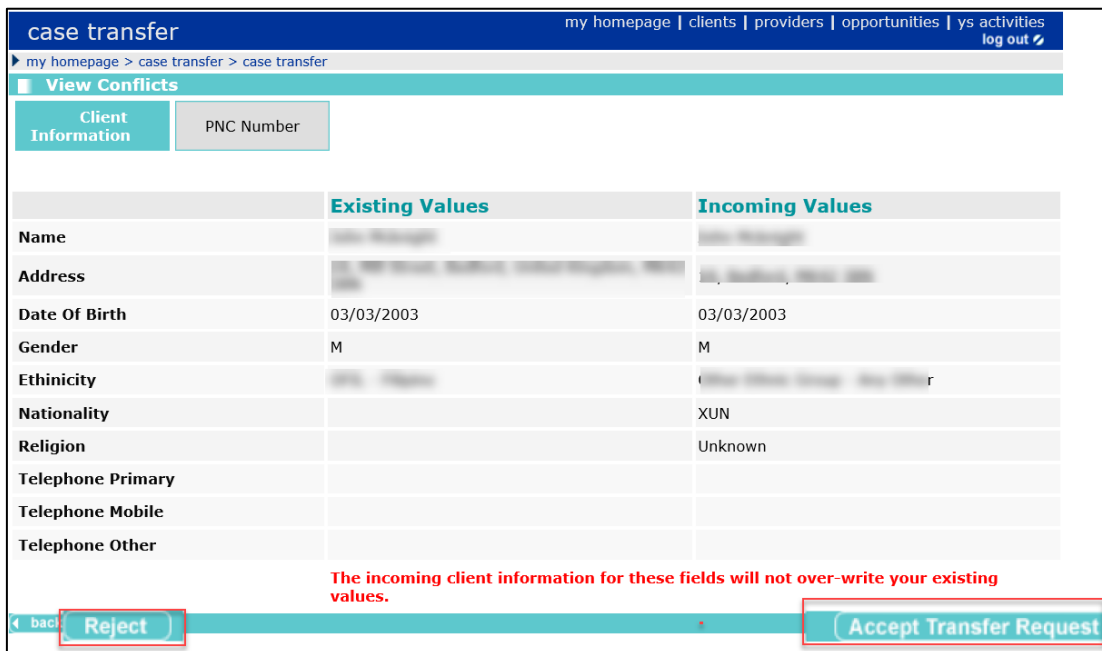 case transfer
my homepage | clients | providers | opportunities | ys activities
log out
my homepage > case transfer > case transfer
View Conflicts
Client Information
PNC Number
Existing Values Incoming Values
Name
Address
Date Of Birth 03/03/2003 03/03/2003
Gender M M
Ethinicity
Nationality XUN
Religion Unknown
Telephone Primary
Telephone Mobile
Telephone Other
The incoming client information for these fields will not over-write your existing
values.
back Reject Accept Transfer Request